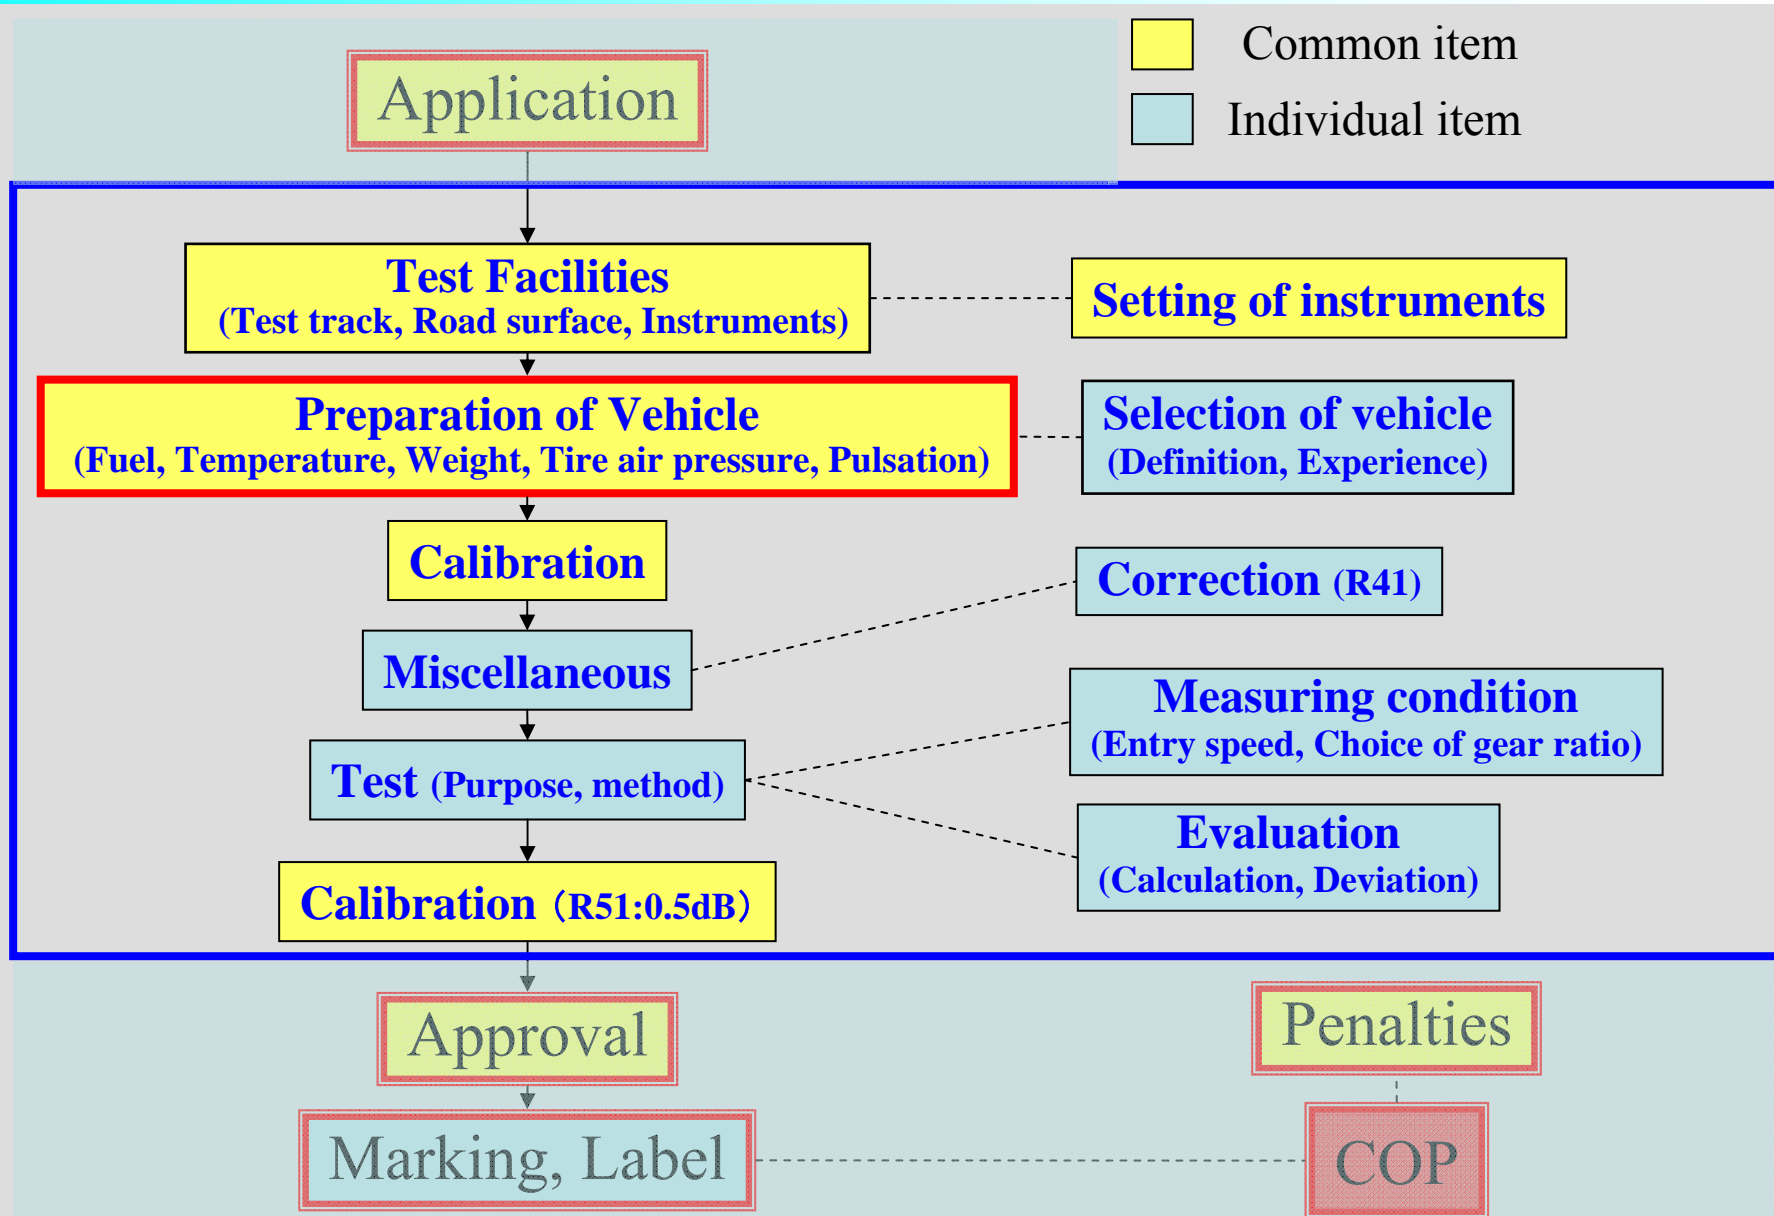 Common item
Application
Individual item
Test Facilities
(Test track, Road surface, Instruments)
Setting of instruments
Preparation of Vehicle
(Fuel, Temperature, Weight, Tire air pressure, Pulsation)
Selection of vehicle
(Definition, Experience)
Calibration
Correction (R41)
Miscellaneous
Measuring condition
(Entry speed, Choice of gear ratio)
Test (Purpose, method)
Evaluation
(Calculation, Deviation)
Calibration（R51:0.5dB）
Approval
Penalties
Marking, Label
COP